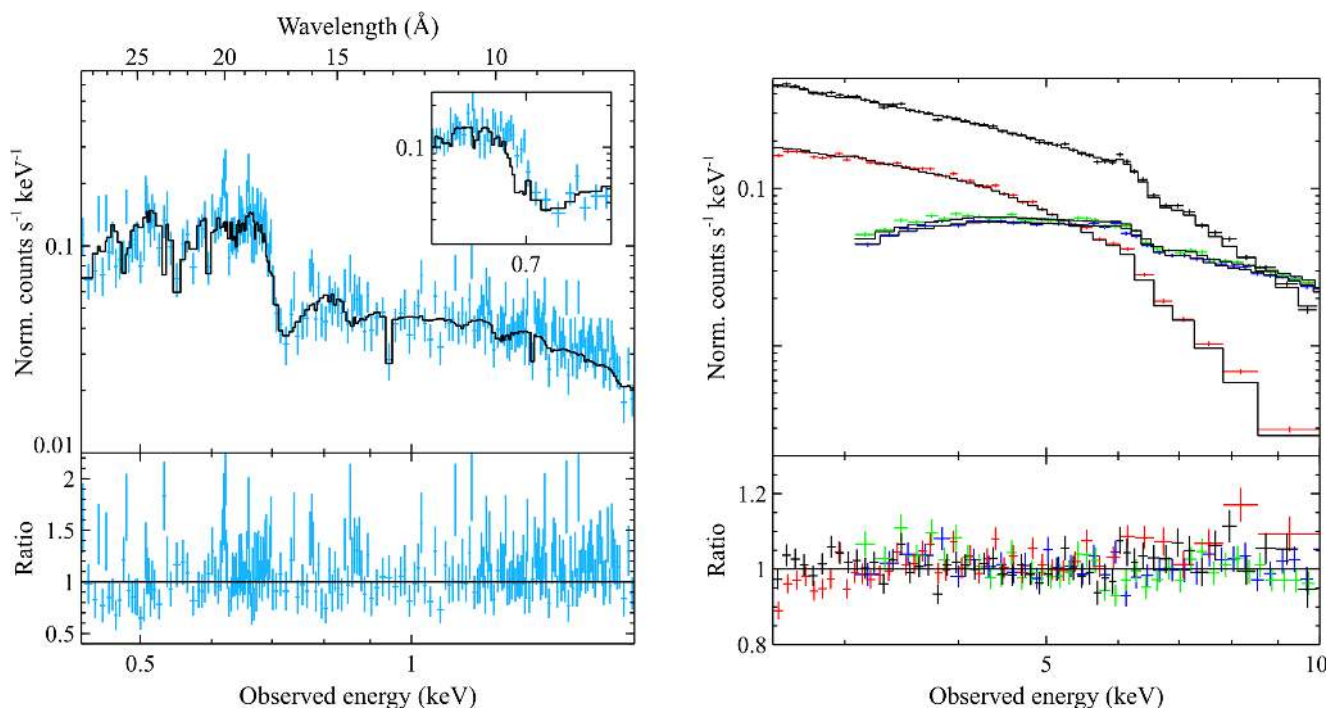 Wavelength (Å)
25 20 15 10
Norm. counts s⁻¹ keV⁻¹
0.1
0.01
0.1
0.7
Ratio
2
1.5
1
0.5
0.5 1
Observed energy (keV)
Norm. counts s⁻¹ keV⁻¹
0.1
Ratio
1.2
1
0.8
5 10
Observed energy (keV)